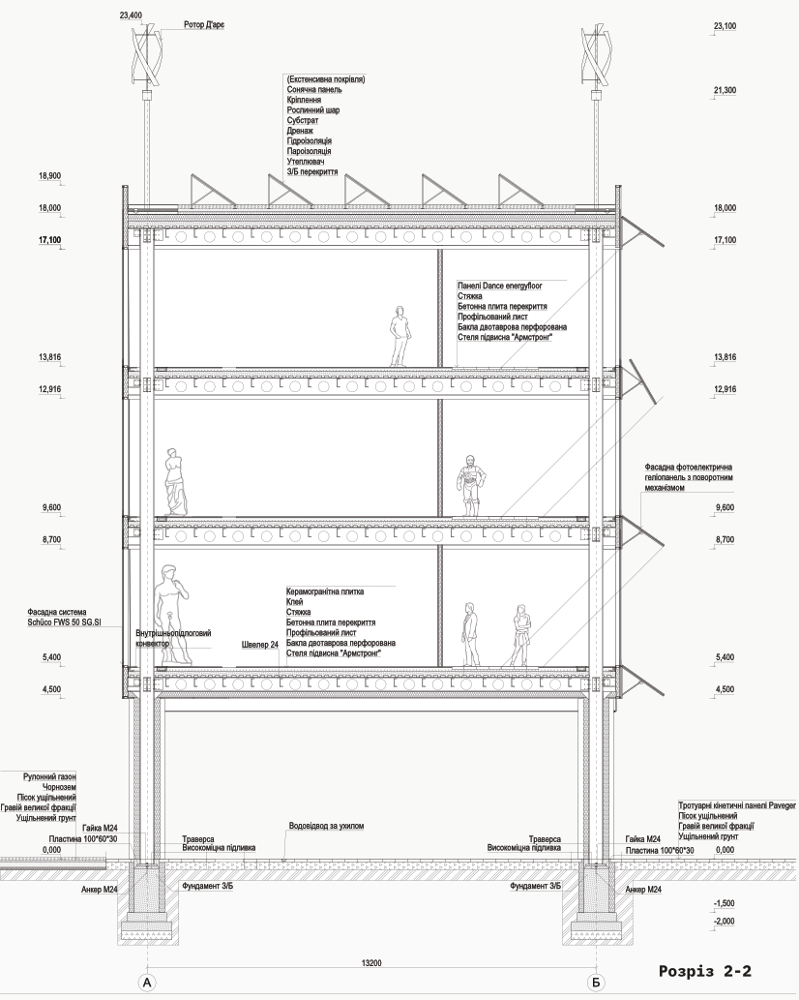 23,400
Ротор Д'арє
23,100
(Екстенсивна покрівля)
Сонячна панель
Кріплення
Рослинний шар
Субстрат
Дренаж
Гідроізоляція
Пароізоляція
Утеплювач
З/Б перекриття
21,300
18,900
18,000
18,000
17,100
17,100
Панелі Dance energyfloor
Стяжка
Бетонна плита перекриття
Профільований лист
Бакла двотаврова перфорована
Стеля підвисна "Армстронг"
13,816
13,816
12,916
12,916
Фасадна фотоелектрична
геліопанель з поворотним
механізмом
9,600
9,600
8,700
8,700
Керамогранітна плитка
Клей
Стяжка
Бетонна плита перекриття
Профільований лист
Бакла двотаврова перфорована
Стеля підвисна "Армстронг"
Фасадна система
Schüco FWS 50 SG.SI
Внутрішньопідлоговий
конвектор
Швелер 24
5,400
5,400
4,500
4,500
Рулонний газон
Чорнозем
Пісок ущільнений
Гравій великої фракції
Ущільнений грунт
Гайка М24
Пластина 100*60*30
0,000
Траверса
Високоміцна підливка
Водовідвод за ухилом
Траверса
Високоміцна підливка
Тротуарні кінетичні панелі Paveger
Пісок ущільнений
Гравій великої фракції
Ущільнений грунт
Гайка М24
Пластина 100*60*30
0,000
Анкер М24
Фундамент З/Б
Фундамент З/Б
Анкер М24
-1,500
-2,000
13200
Розріз 2-2
А
Б